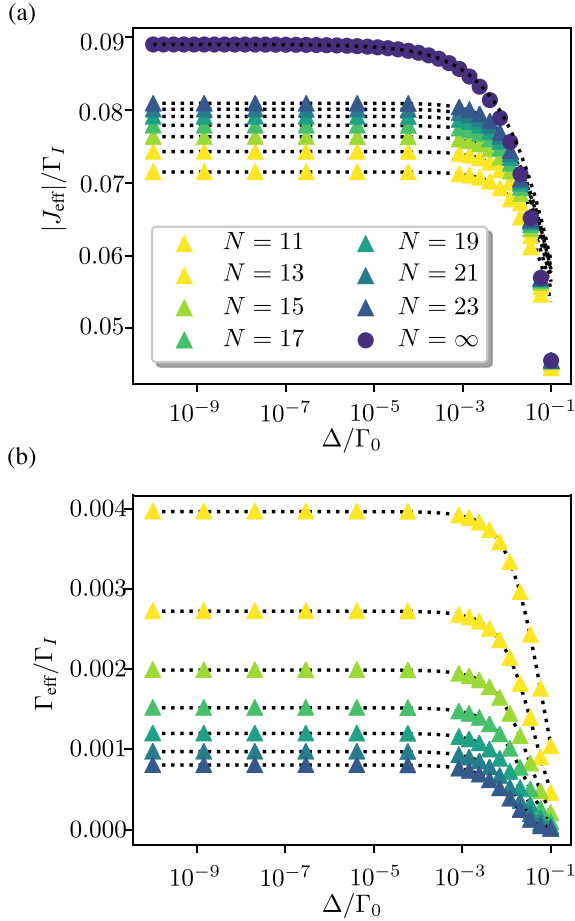 (a)
0.09
0.08
0.07
0.06
0.05
|J_eff|/Γ_I
N = 11
N = 13
N = 15
N = 17
N = 19
N = 21
N = 23
N = ∞
10⁻⁹
10⁻⁷
10⁻⁵
10⁻³
10⁻¹
Δ/Γ₀
(b)
0.004
0.003
0.002
0.001
0.000
Γ_eff/Γ_I
10⁻⁹
10⁻⁷
10⁻⁵
10⁻³
10⁻¹
Δ/Γ₀